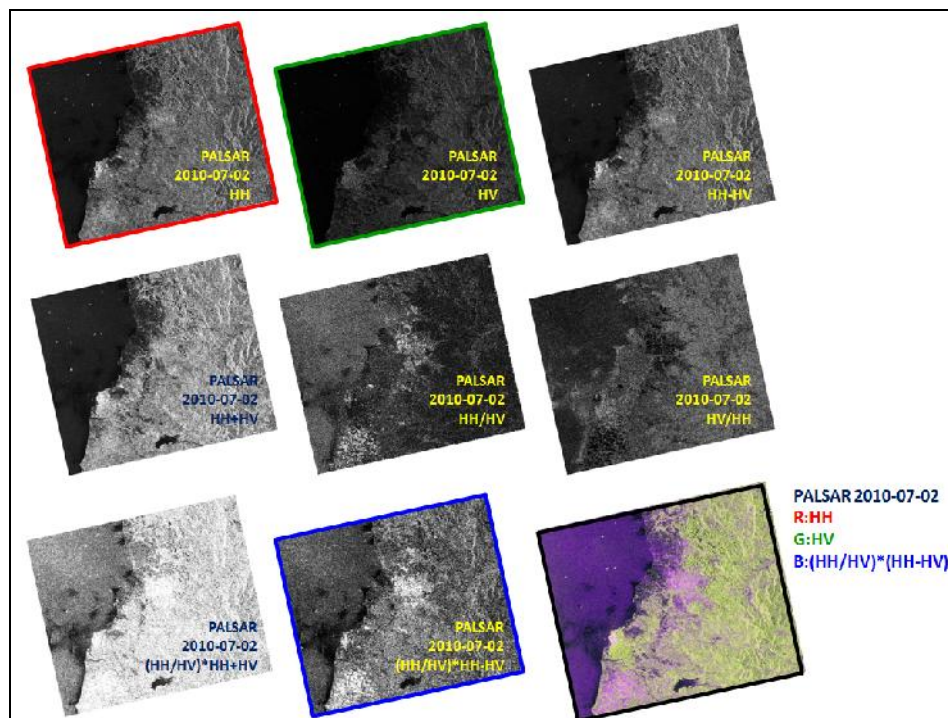 PALSAR
2010-07-02
HH
PALSAR
2010-07-02
HV
PALSAR
2010-07-02
HH-HV
PALSAR
2010-07-02
HH+HV
PALSAR
2010-07-02
HH/HV
PALSAR
2010-07-02
HV/HH
PALSAR
2010-07-02
(HH/HV)*HH+HV
PALSAR
2010-07-02
(HH/HV)*HH-HV
PALSAR 2010-07-02
R:HH
G:HV
B:(HH/HV)*(HH-HV)